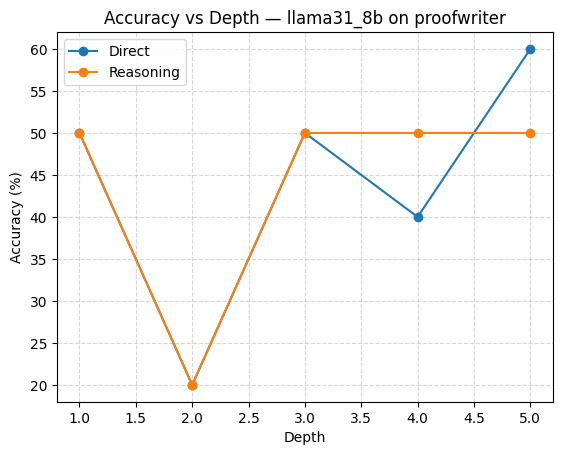 Accuracy vs Depth — llama31_8b on proofwriter
Direct
Reasoning
Accuracy (%)
60
55
50
45
40
35
30
25
20
1.0 1.5 2.0 2.5 3.0 3.5 4.0 4.5 5.0
Depth